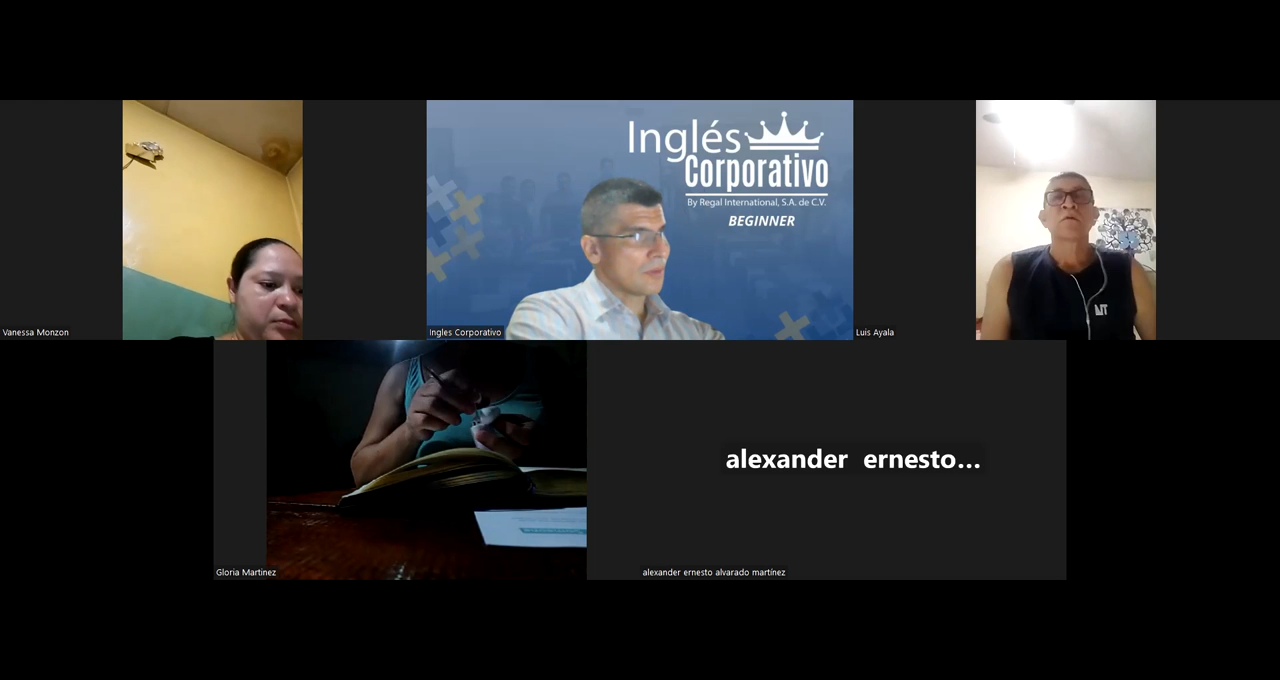 Inglés
Corporativo
By Regal International, S.A. de C.V.
BEGINNER
Vanessa Monzon
Ingles Corporativo
Luis Ayala
alexander ernesto...
Gloria Martinez
alexander ernesto alvarado martínez